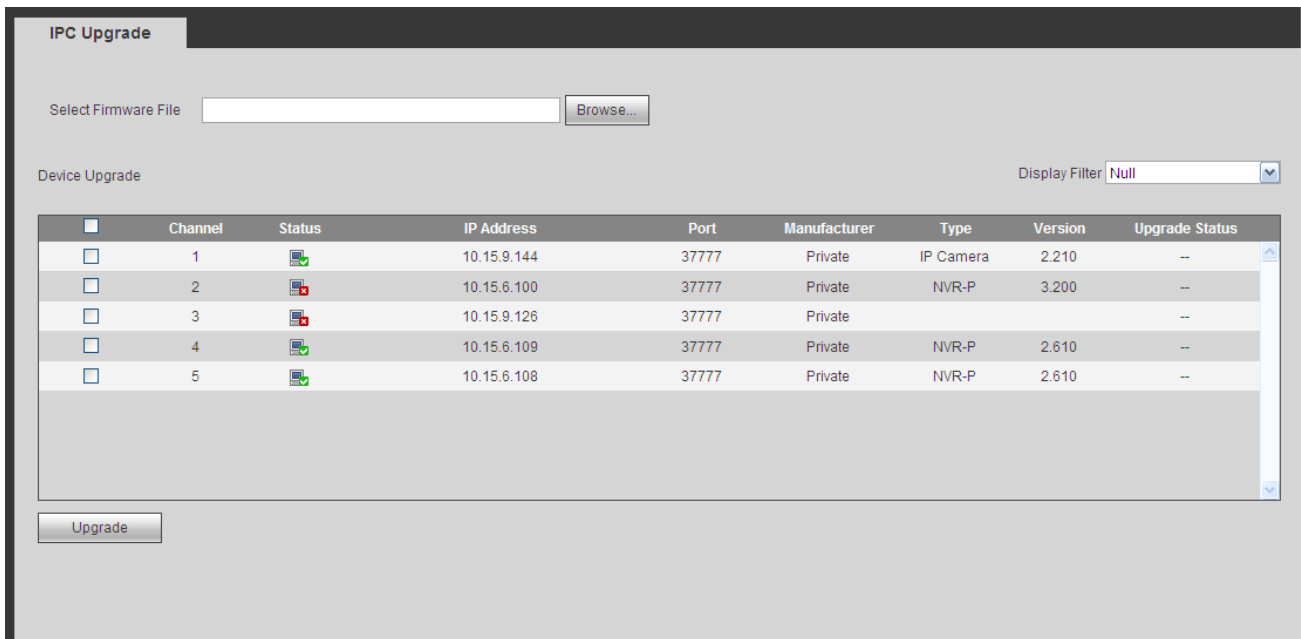 IPC Upgrade
Select Firmware File Browse...
Device Upgrade Display Filter Null
Channel Status IP Address Port Manufacturer Type Version Upgrade Status
1 10.15.9.144 37777 Private IP Camera 2.210 --
2 10.15.6.100 37777 Private NVR-P 3.200 --
3 10.15.9.126 37777 Private --
4 10.15.6.109 37777 Private NVR-P 2.610 --
5 10.15.6.108 37777 Private NVR-P 2.610 --
Upgrade